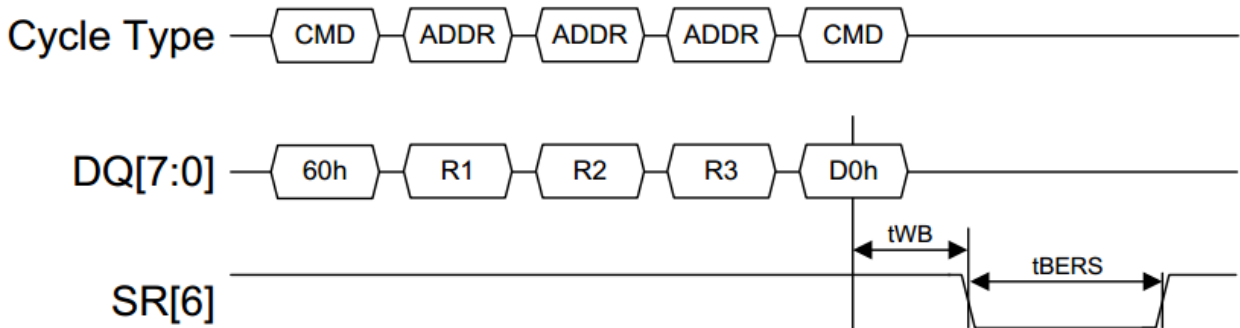 Cycle Type CMD ADDR ADDR ADDR CMD
DQ[7:0] 60h R1 R2 R3 D0h
tWB
tBERS
SR[6]